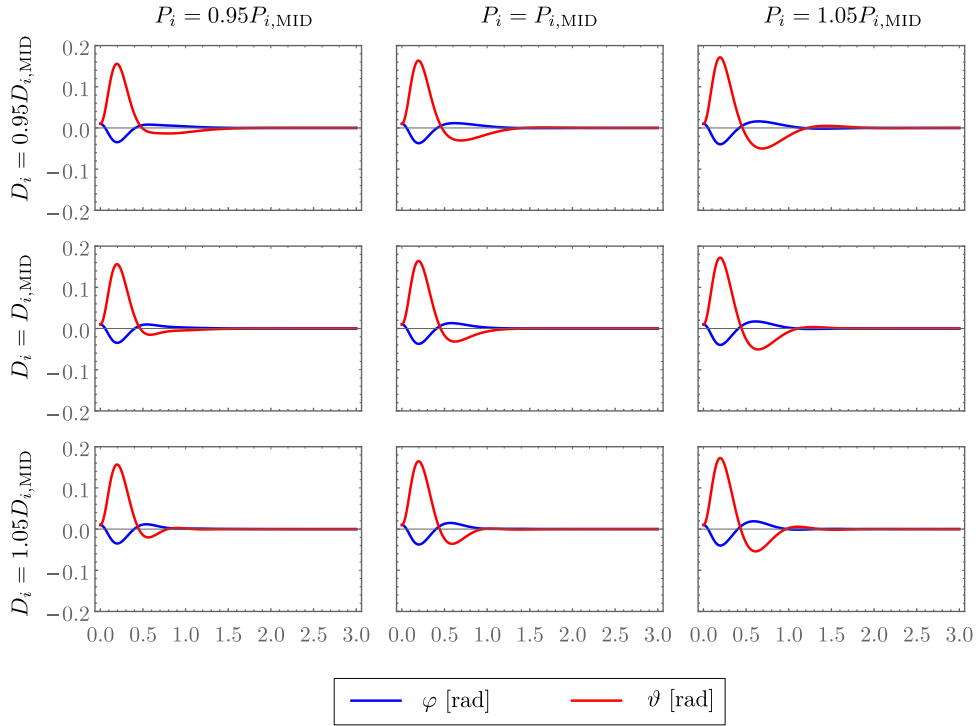 P_i = 0.95P_{i,MID} P_i = P_{i,MID} P_i = 1.05P_{i,MID}
D_i = 0.95D_{i,MID}
0.2
0.1
0.0
−0.1
−0.2
D_i = D_{i,MID}
0.2
0.1
0.0
−0.1
−0.2
D_i = 1.05D_{i,MID}
0.2
0.1
0.0
−0.1
−0.2
0.0 0.5 1.0 1.5 2.0 2.5 3.0 0.0 0.5 1.0 1.5 2.0 2.5 3.0 0.0 0.5 1.0 1.5 2.0 2.5 3.0
φ [rad] ϑ [rad]